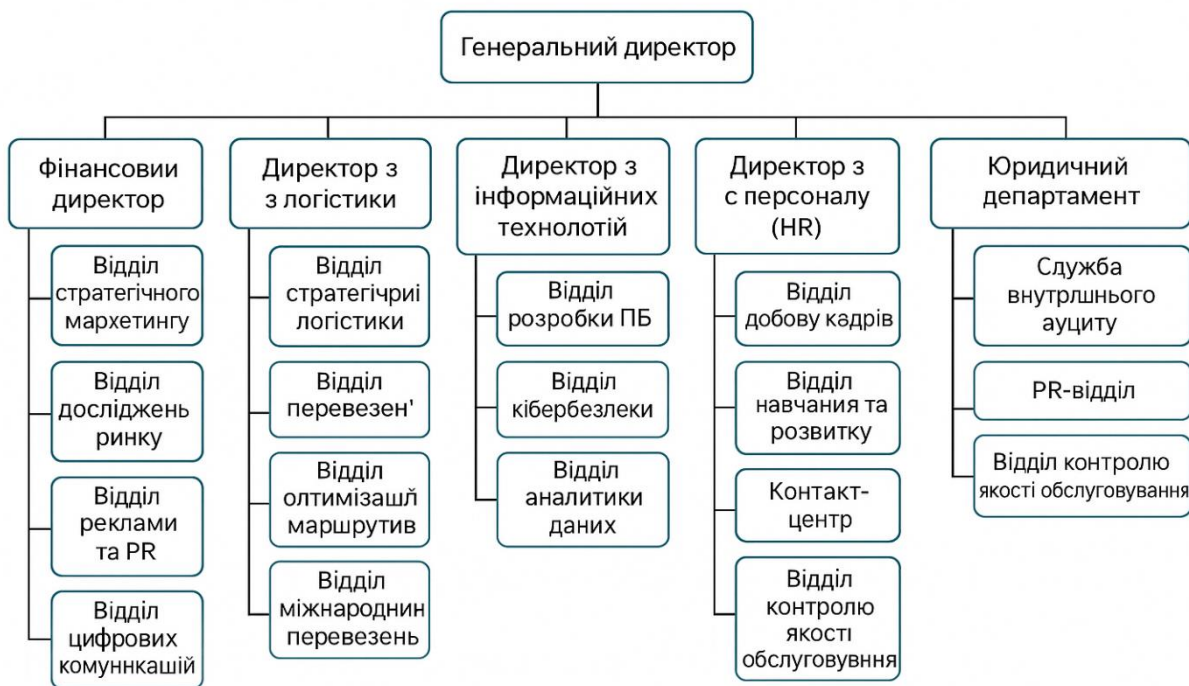 Генеральний директор
Фінансовии
директор
Відділ
стратегічного
мархетингу
Відділ
досліджень
ринку
Відділ
реклами
та PR
Відділ
цифрових
комуннкашій
Директор з
з логістики
Відділ
стратегічриі
логістики
Відділ
перевезен'
Відділ
олтимізашл̆
маршрутив
Відділ
міжнароднин
перевезень
Директор з
інформаційних
технолотій
Відділ
розробки ПБ
Відділ
кібербезлеки
Відділ
аналитики
даних
Директор з
с персоналу
(HR)
Відділ
добову кадрів
Відділ
навчания та
розвитку
Контакт-
центр
Відділ
контролю
якості
обслуговувння
Юридичний
департамент
Служба
внутрлшнього
ауциту
PR-відділ
Відділ контролю
якості обслуговування